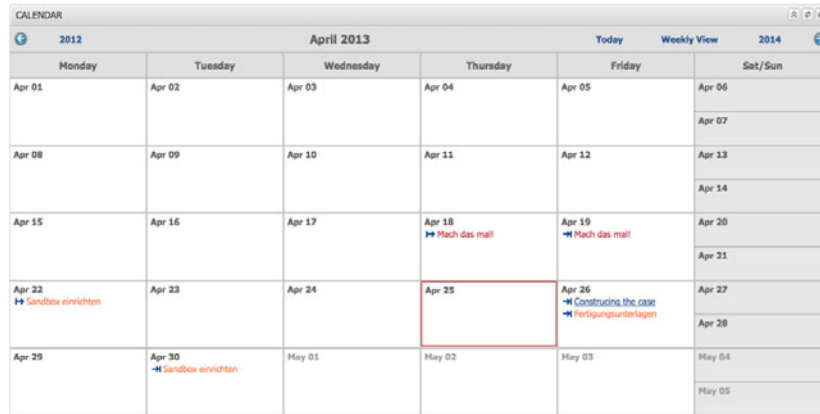 CALENDAR
2012 April 2013 Today Weekly View 2014
Monday Tuesday Wednesday Thursday Friday Sat/Sun
Apr 01 Apr 02 Apr 03 Apr 04 Apr 05 Apr 06
Apr 07
Apr 08 Apr 09 Apr 10 Apr 11 Apr 12 Apr 13
Apr 14
Apr 15 Apr 16 Apr 17 Apr 18 Apr 19 Apr 20
Mach das mal! Mach das mal!
Apr 21
Apr 22 Apr 23 Apr 24 Apr 25 Apr 26 Apr 27
Sandbox einrichten Construcing the case
Fertigungsunterlagen
Apr 28
Apr 29 Apr 30 May 01 May 02 May 03 May 04
Sandbox einrichten
May 05